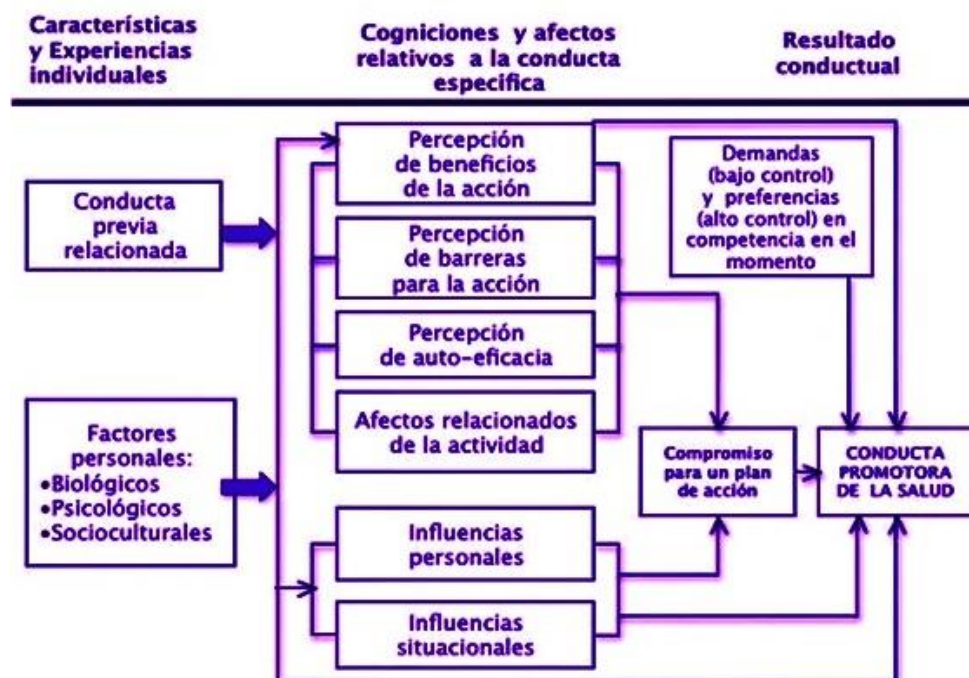 Características
y Experiencias
individuales
Cogniciones y afectos
relativos a la conducta
especifica
Resultado
conductual
Conducta
previa
relacionada
Factores
personales:
•Biológicos
•Psicológicos
•Socioculturales
Percepción
de beneficios
de la acción
Percepción
de barreras
para la acción
Percepción
de auto-eficacia
Afectos relacionados
de la actividad
Influencias
personales
Influencias
situacionales
Demandas
(bajo control)
y preferencias
(alto control) en
competencia en el
momento
Compromiso
para un plan
de acción
CONDUCTA
PROMOTORA
DE LA SALUD